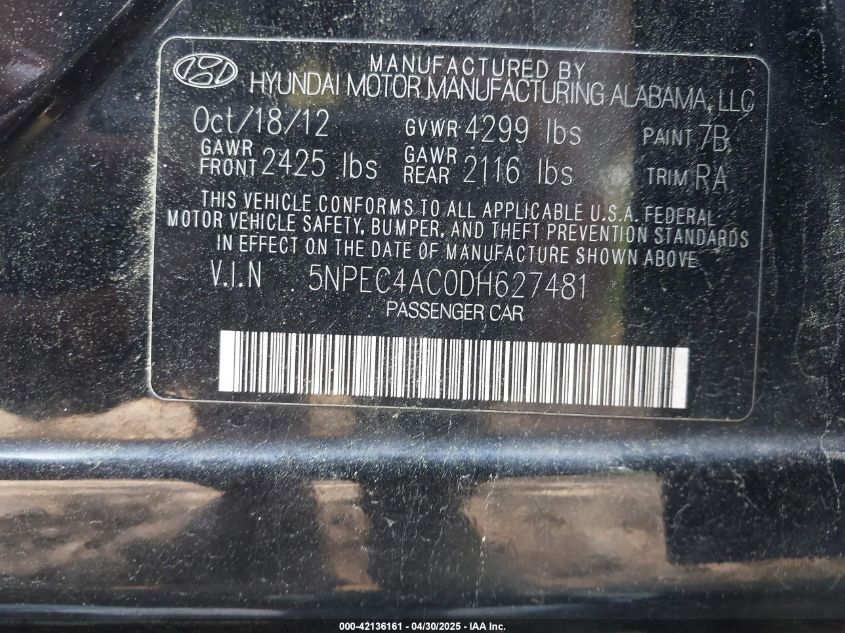 MANUFACTURED BY
HYUNDAI MOTOR MANUFACTURING ALABAMA, LLC
Oct/18/12 GVWR 4299 lbs PAINT 7B
GAWR FRONT 2425 lbs GAWR REAR 2116 lbs TRIM RA
THIS VEHICLE CONFORMS TO ALL APPLICABLE U.S.A. FEDERAL
MOTOR VEHICLE SAFETY, BUMPER, AND THEFT PREVENTION STANDARDS
IN EFFECT ON THE DATE OF MANUFACTURE SHOWN ABOVE.
V.I.N 5NPEC4AC0DH627481
PASSENGER CAR
000-42136161 - 04/30/2025 - IAA Inc.